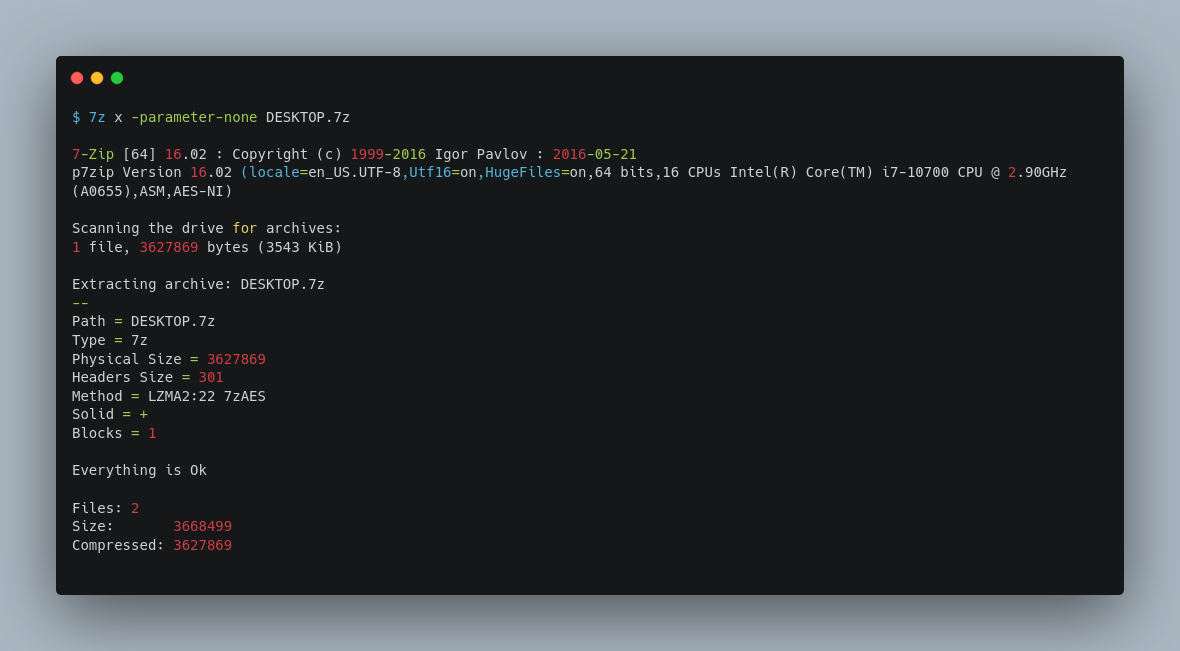 $ 7z x -parameter-none DESKTOP.7z
7-Zip [64] 16.02 : Copyright (c) 1999-2016 Igor Pavlov : 2016-05-21
p7zip Version 16.02 (locale=en_US.UTF-8,Utf16=on,HugeFiles=on,64 bits,16 CPUs Intel(R) Core(TM) i7-10700 CPU @ 2.90GHz
(A0655),ASM,AES-NI)
Scanning the drive for archives:
1 file, 3627869 bytes (3543 KiB)
Extracting archive: DESKTOP.7z
--
Path = DESKTOP.7z
Type = 7z
Physical Size = 3627869
Headers Size = 301
Method = LZMA2:22 7zAES
Solid = +
Blocks = 1
Everything is Ok
Files: 2
Size:       3668499
Compressed: 3627869